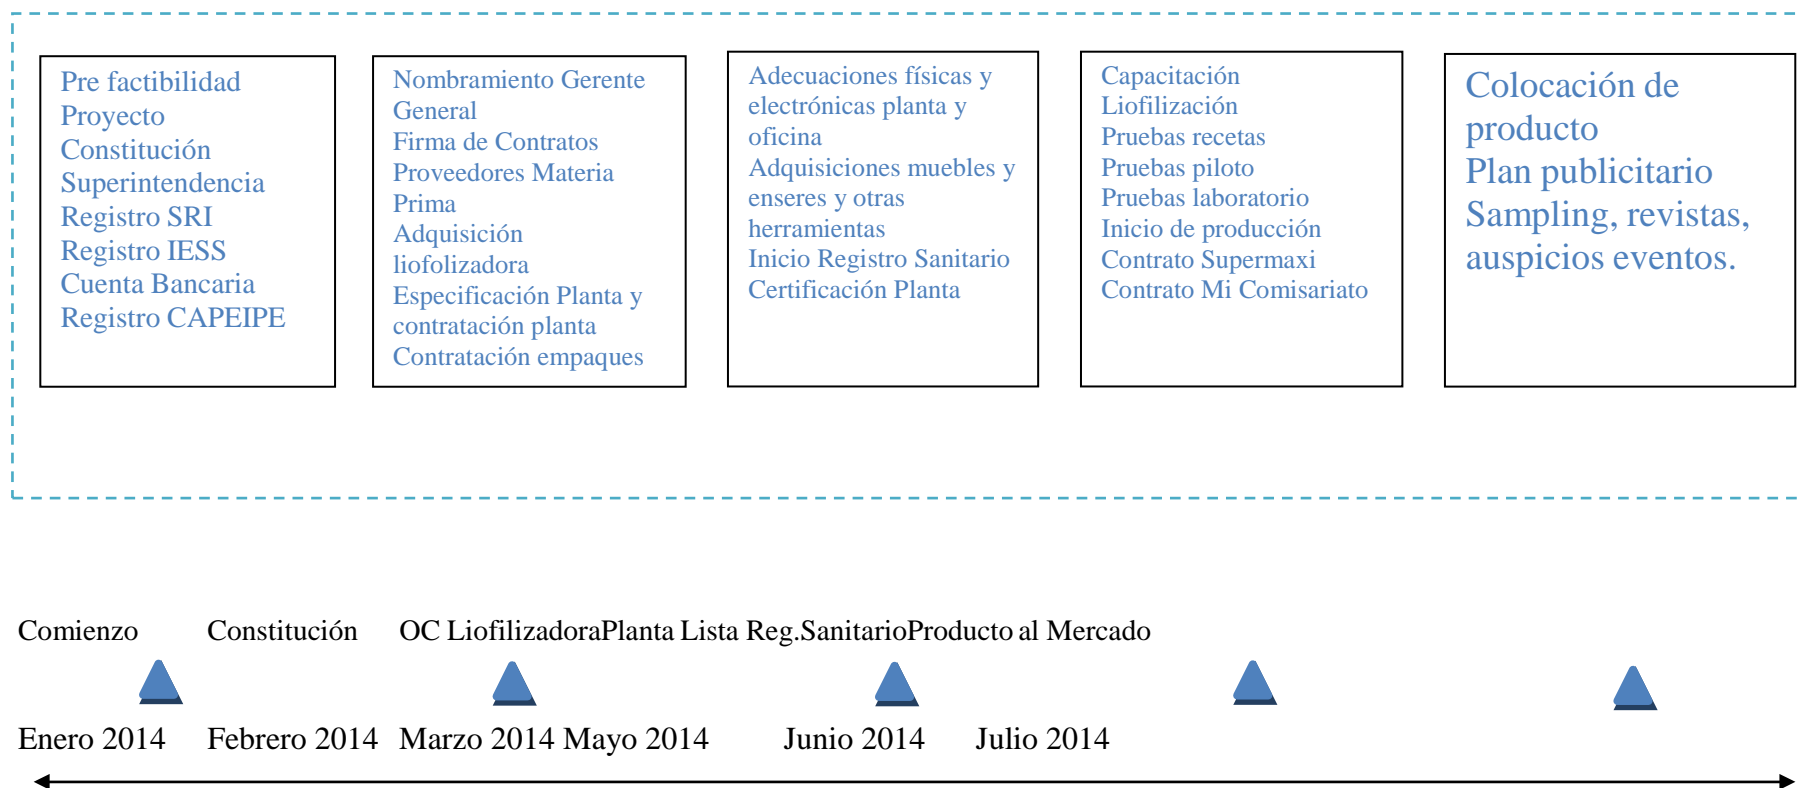 Pre factibilidad
Proyecto
Constitución
Superintendencia
Registro SRI
Registro IESS
Cuenta Bancaria
Registro CAPEIPE
Nombramiento Gerente
General
Firma de Contratos
Proveedores Materia
Prima
Adquisición
liofolizadora
Especificación Planta y
contratación planta
Contratación empaques
Adecuaciones físicas y
electrónicas planta y
oficina
Adquisiciones muebles y
enseres y otras
herramientas
Inicio Registro Sanitario
Certificación Planta
Capacitación
Liofilización
Pruebas recetas
Pruebas piloto
Pruebas laboratorio
Inicio de producción
Contrato Supermaxi
Contrato Mi Comisariato
Colocación de
producto
Plan publicitario
Sampling, revistas,
auspicios eventos.
Comienzo Constitución OC LiofilizadoraPlanta Lista Reg.SanitarioProducto al Mercado
Enero 2014 Febrero 2014 Marzo 2014 Mayo 2014 Junio 2014 Julio 2014